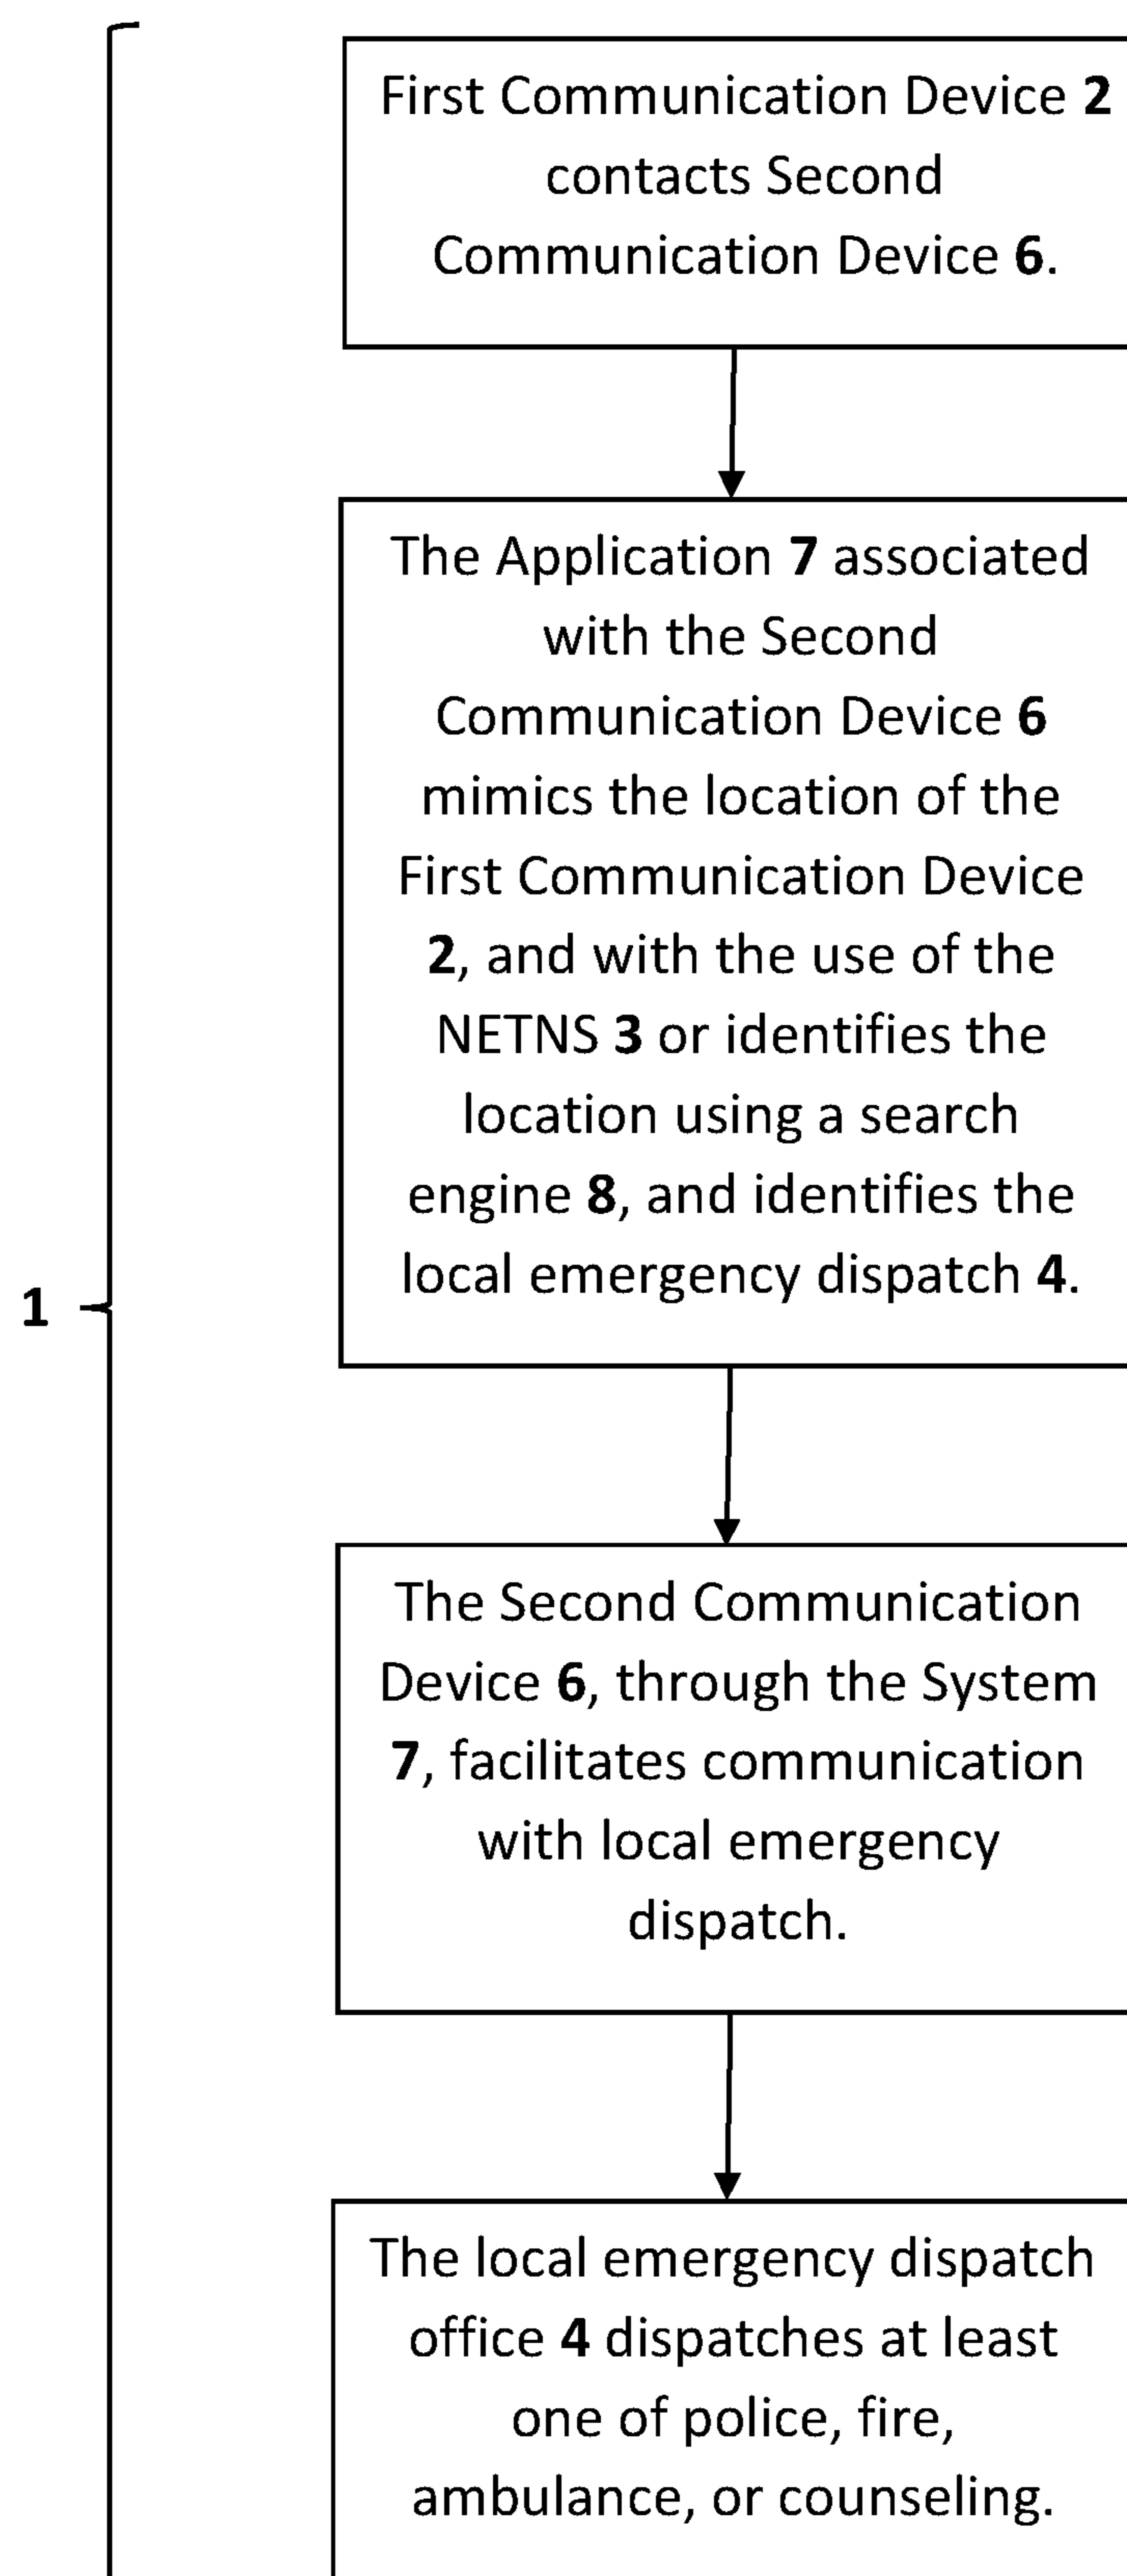 First Communication Device 2
contacts Second
Communication Device 6.
The Application 7 associated
with the Second
Communication Device 6
mimics the location of the
First Communication Device
2, and with the use of the
NETNS 3 or identifies the
location using a search
engine 8, and identifies the
local emergency dispatch 4.
1
The Second Communication
Device 6, through the System
7, facilitates communication
with local emergency
dispatch.
The local emergency dispatch
office 4 dispatches at least
one of police, fire,
ambulance, or counseling.